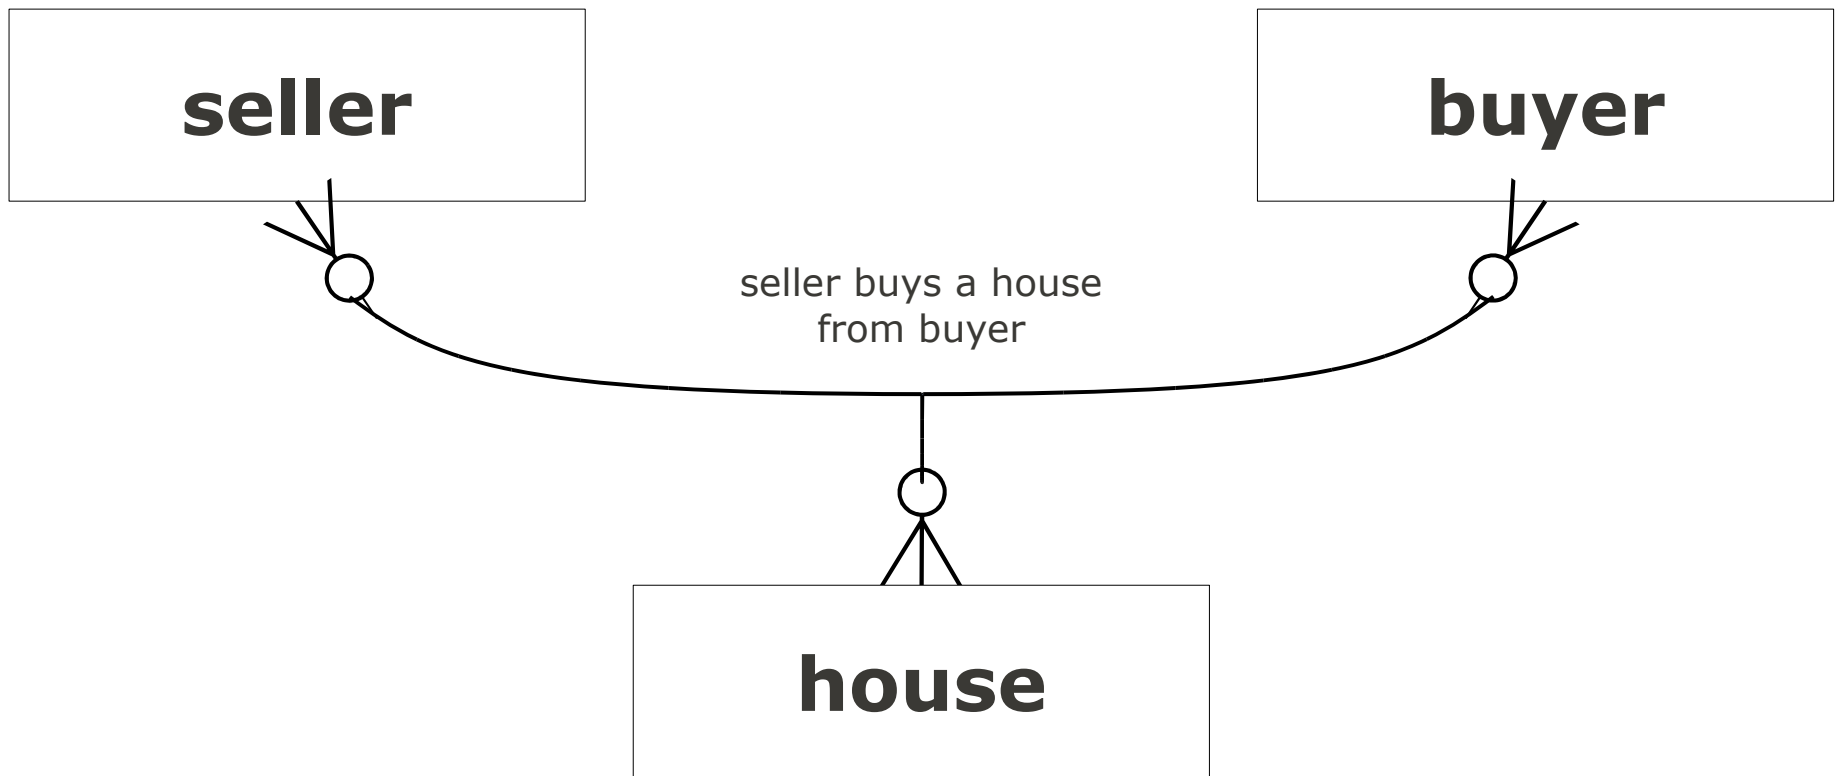 seller
buyer
seller buys a house
from buyer
house